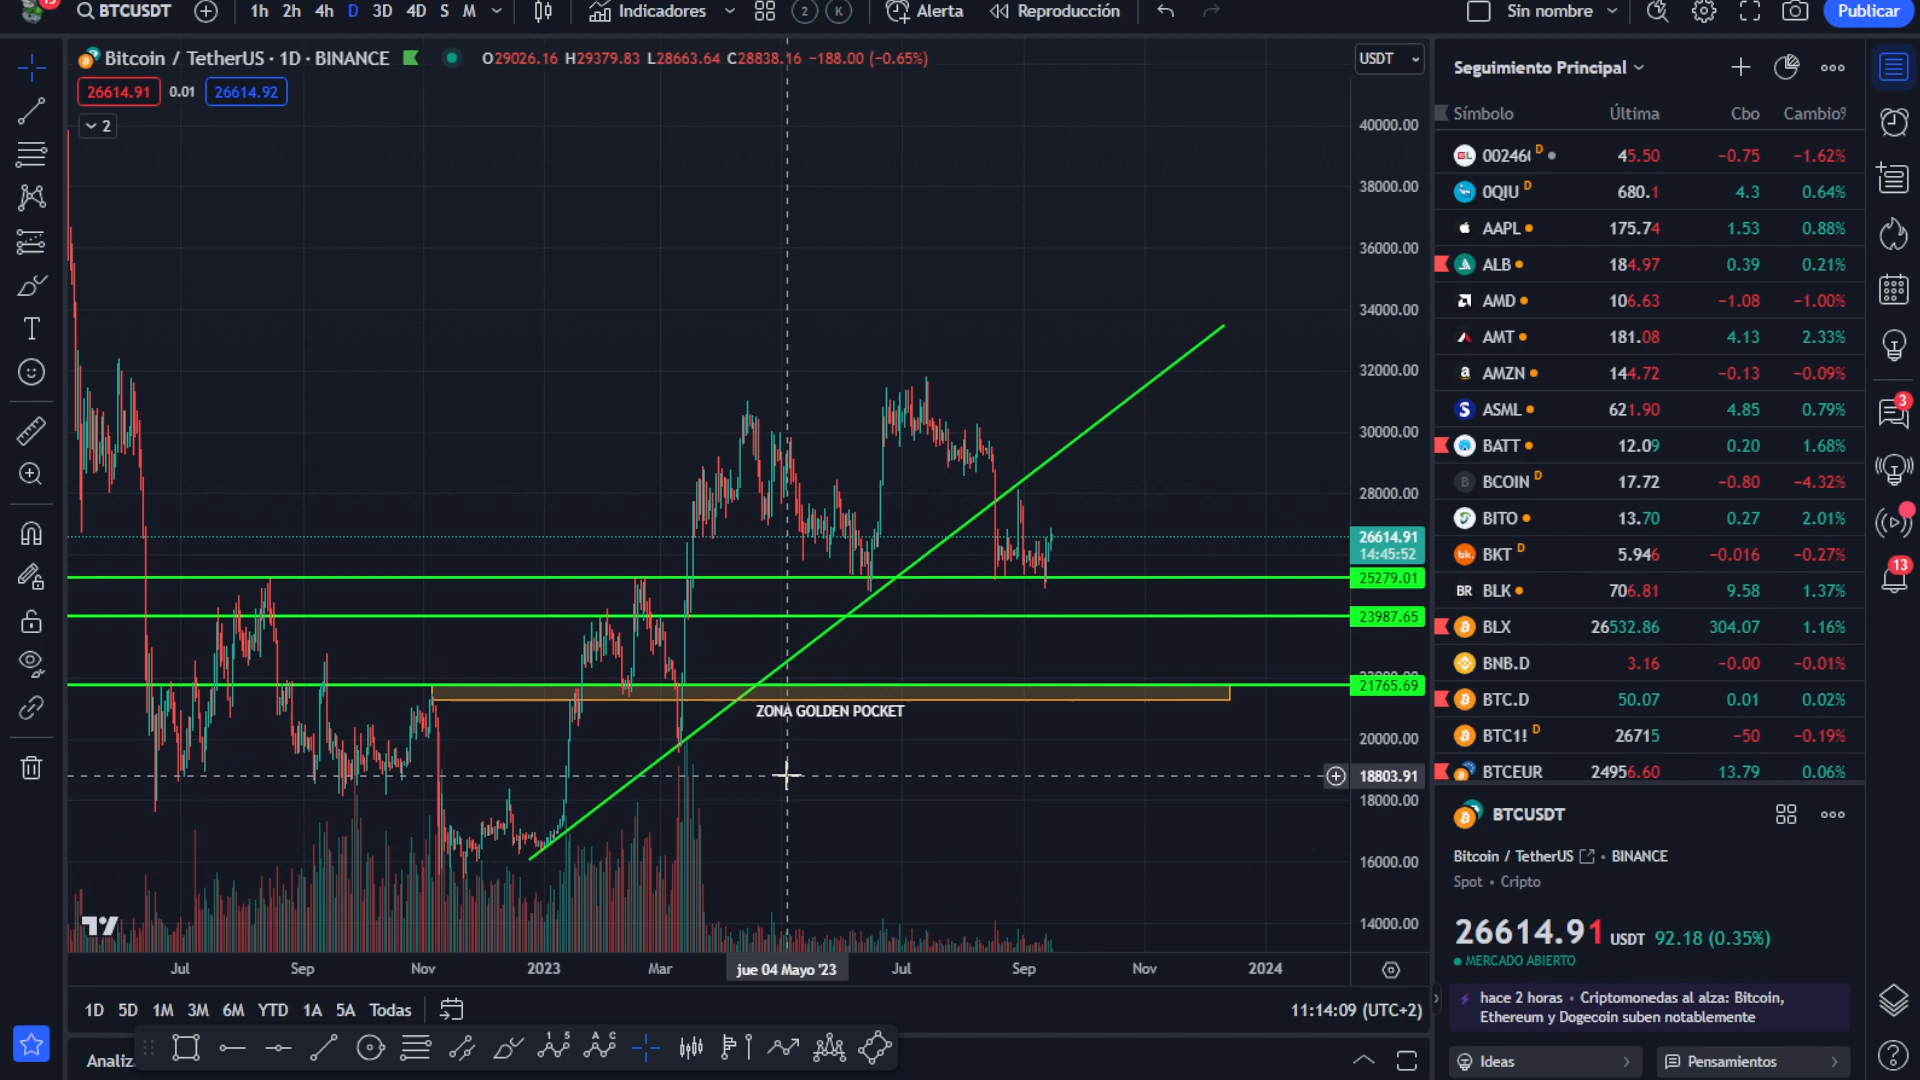 BTCUSDT
1h 2h 4h D 3D 4D S M
Indicadores
2 K
Alerta
Reproducción
Sin nombre
Publicar
Bitcoin / TetherUS · 1D · BINANCE
O29026.16 H29379.83 L28663.64 C28838.16 −188.00 (−0.65%)
USDT
26614.91 0.01 26614.92
2
40000.00
38000.00
36000.00
34000.00
32000.00
30000.00
28000.00
26614.91
14:45:52
25279.01
23987.65
21765.69
ZONA GOLDEN POCKET
20000.00
18803.91
18000.00
16000.00
14000.00
Jul Sep Nov 2023 Mar jue 04 Mayo '23 Jul Sep Nov 2024
1D 5D 1M 3M 6M YTD 1A 5A Todas
11:14:09 (UTC+2)
Analiz
Seguimiento Principal
Símbolo Última Cbo Cambio%
00246 D 45.50 −0.75 −1.62%
0QIU D 680.1 4.3 0.64%
AAPL 175.74 1.53 0.88%
ALB 184.97 0.39 0.21%
AMD 106.63 −1.08 −1.00%
AMT 181.08 4.13 2.33%
AMZN 144.72 −0.13 −0.09%
ASML 621.90 4.85 0.79%
BATT 12.09 0.20 1.68%
BCOIN D 17.72 −0.80 −4.32%
BITO 13.70 0.27 2.01%
BKT D 5.946 −0.016 −0.27%
BR BLK 706.81 9.58 1.37%
BLX 26532.86 304.07 1.16%
BNB.D 3.16 −0.00 −0.01%
BTC.D 50.07 0.01 0.02%
BTC1! D 26715 −50 −0.19%
BTCEUR 24956.60 13.79 0.06%
BTCUSDT
Bitcoin / TetherUS · BINANCE
Spot • Cripto
26614.91 USDT 92.18 (0.35%)
MERCADO ABIERTO
hace 2 horas • Criptomonedas al alza: Bitcoin,
Ethereum y Dogecoin suben notablemente
Ideas
Pensamientos
3
13